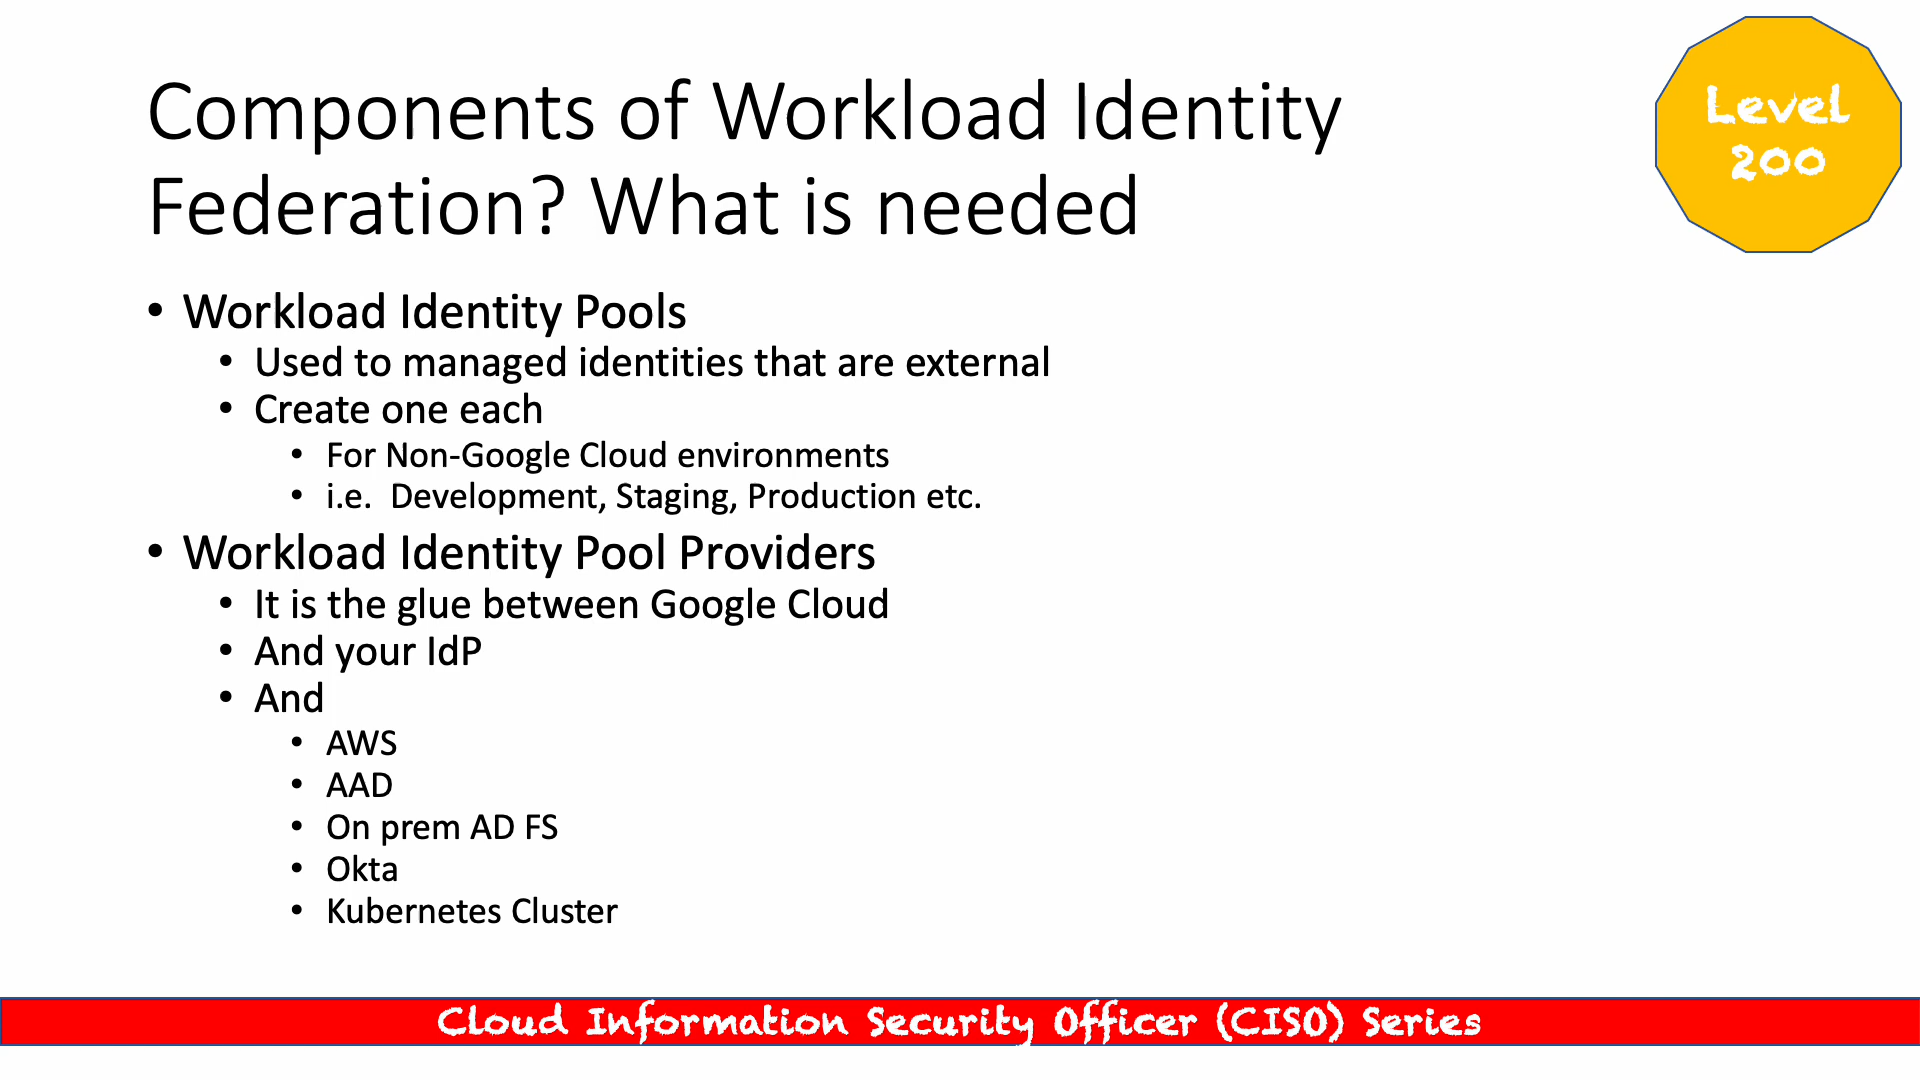 Components of Workload Identity
Federation? What is needed
Level
200
• Workload Identity Pools
• Used to managed identities that are external
• Create one each
• For Non-Google Cloud environments
• i.e. Development, Staging, Production etc.
• Workload Identity Pool Providers
• It is the glue between Google Cloud
• And your IdP
• And
• AWS
• AAD
• On prem AD FS
• Okta
• Kubernetes Cluster
Cloud Information Security Officer (CISO) Series